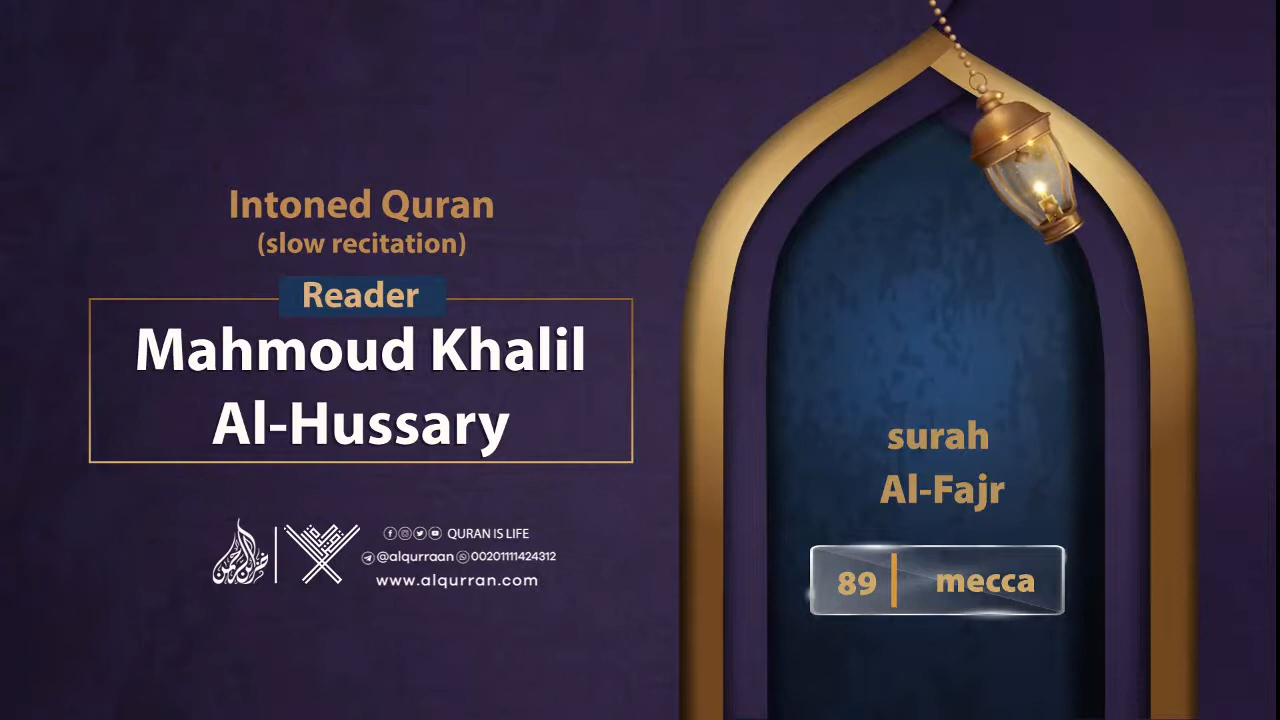 Intoned Quran
(slow recitation)
Reader
Mahmoud Khalil
Al-Hussary
QURAN IS LIFE
@alqurraan 00201111424312
www.alqurran.com
surah
Al-Fajr
89 | mecca